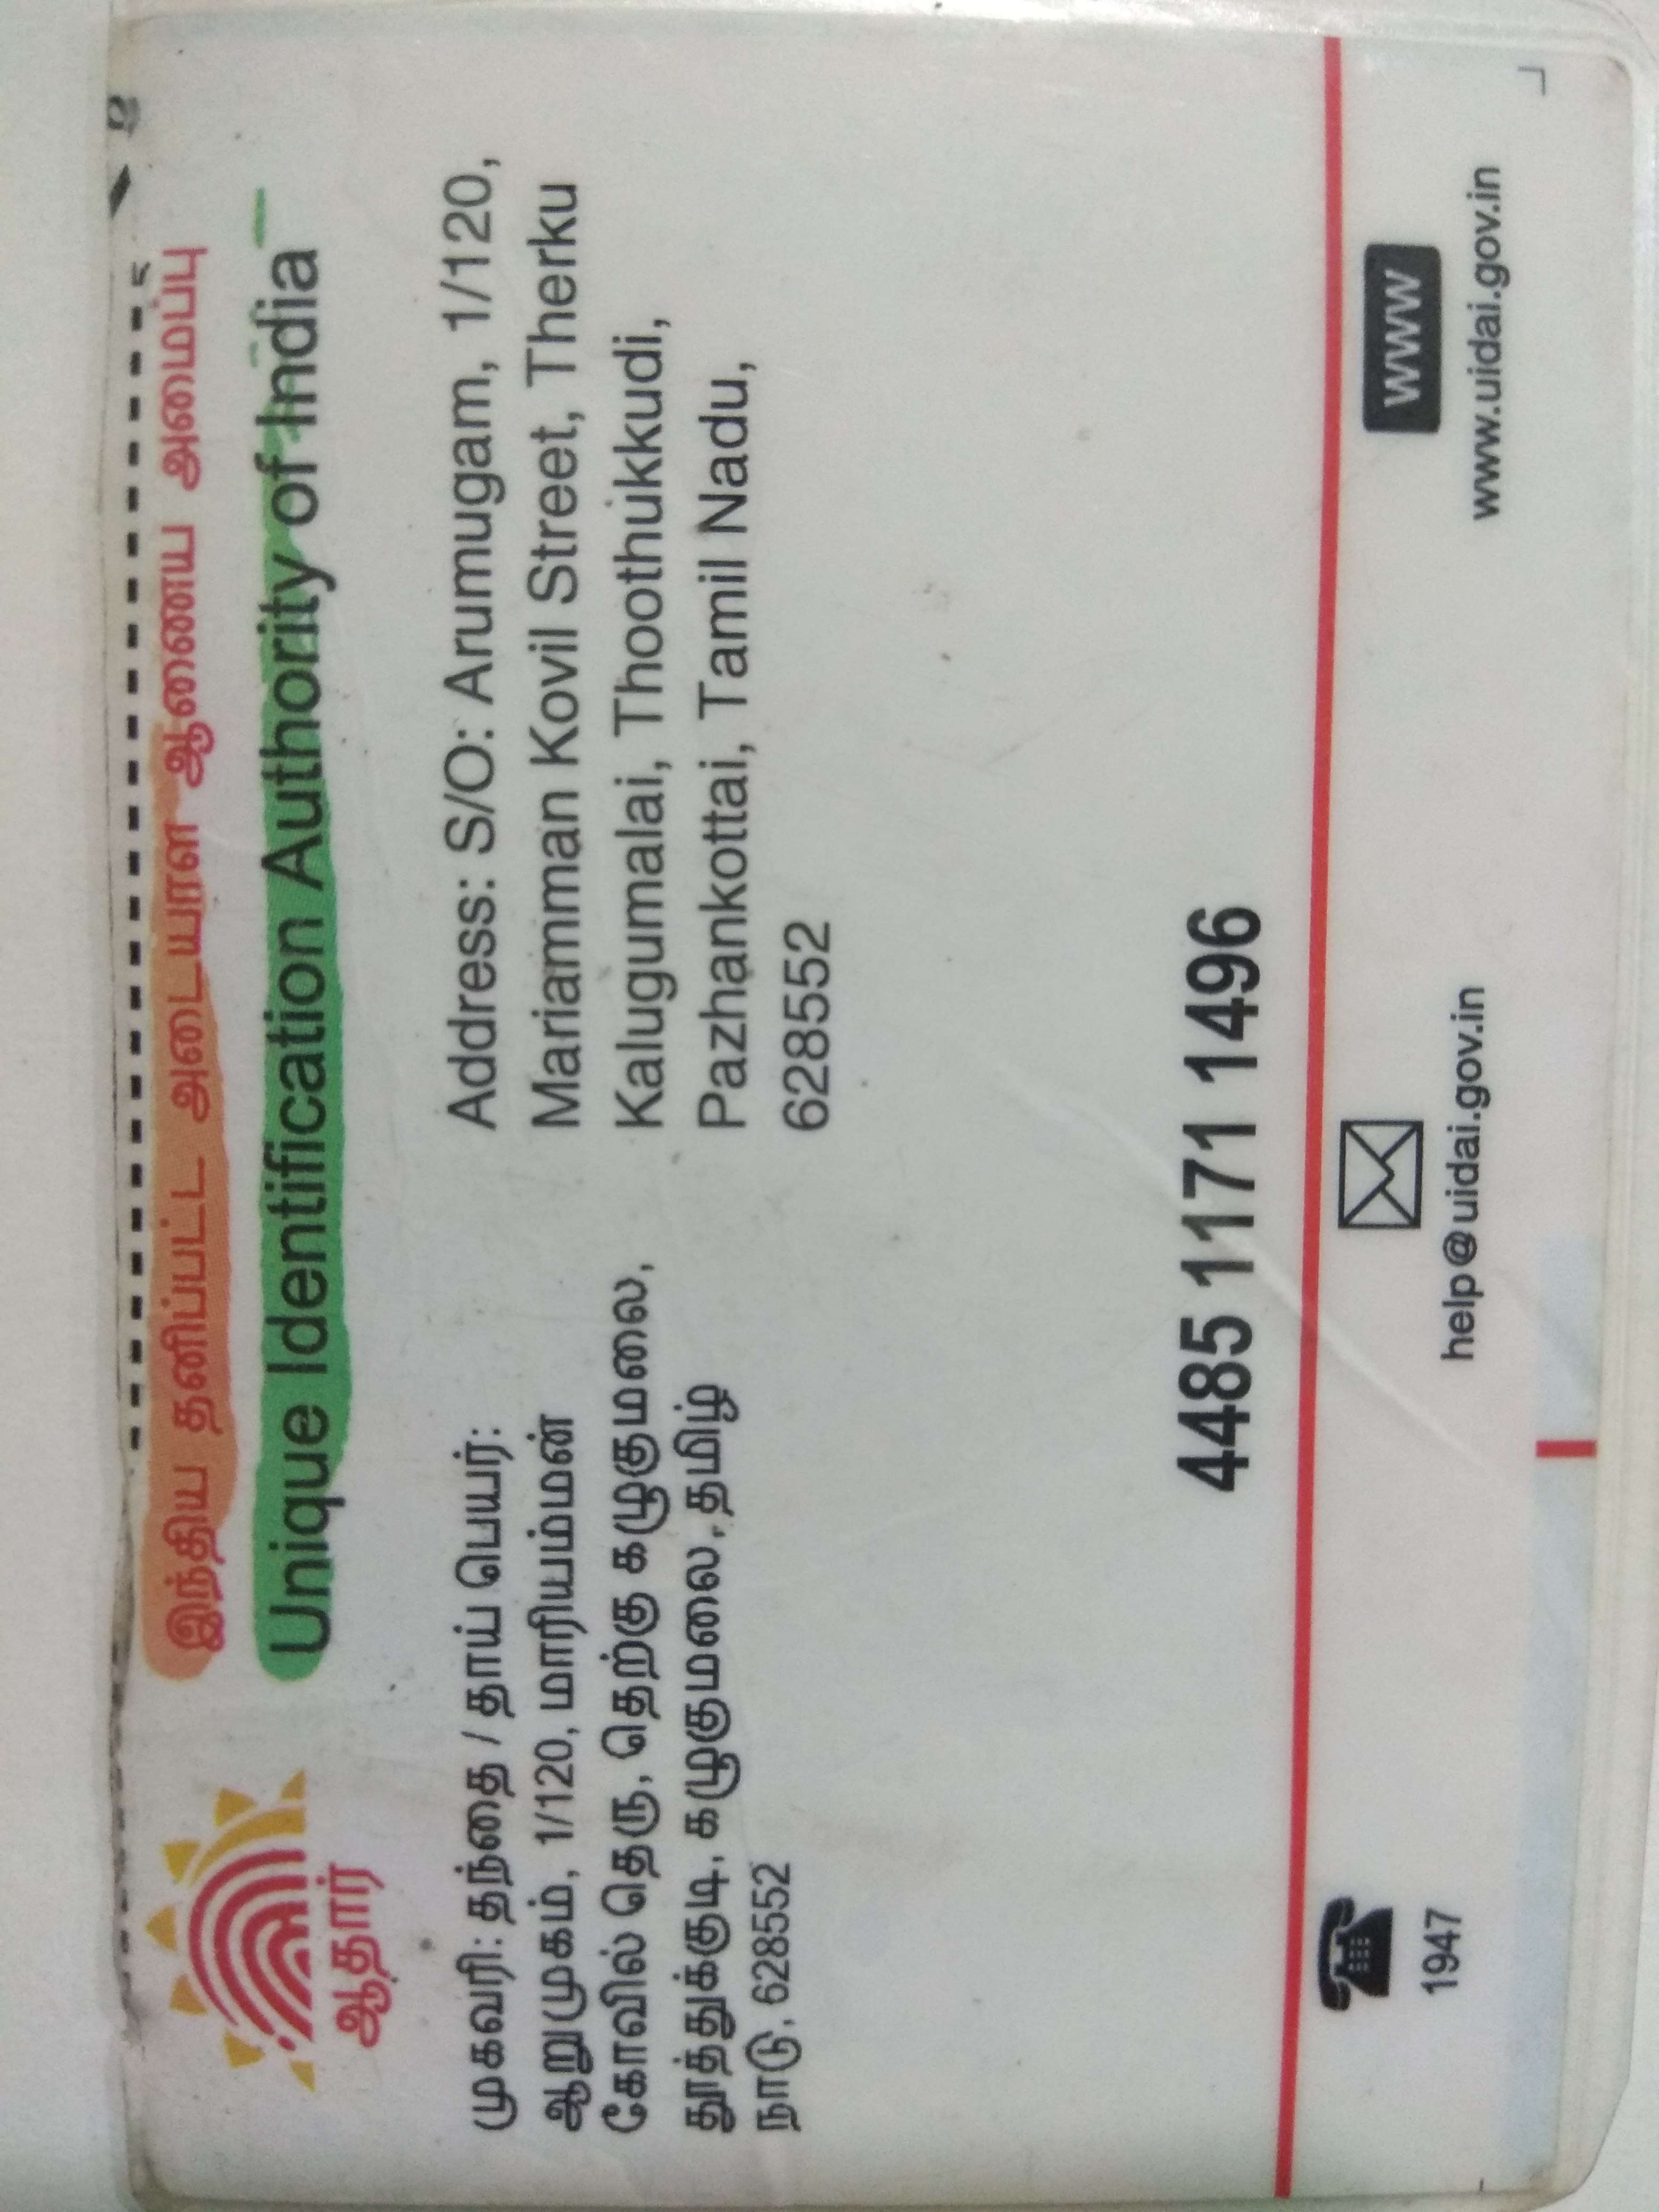 இந்திய தனிப்பட்ட அடையாள ஆணைய அமைப்பு
Unique Identification Authority of India
ஆதார்
முகவரி: தந்தை / தாய் பெயர்:
ஆறுமுகம், 1/120, மாரியம்மன்
கோவில் தெரு, தெற்கு கழுகுமலை,
தூத்துக்குடி, கழுகுமலை, தமிழ்
நாடு, 628552
Address: S/O: Arumugam, 1/120,
Mariamman Kovil Street, Therku
Kalugumalai, Thoothukkudi,
Pazhankottai, Tamil Nadu,
628552
4485 1171 1496
1947
help@uidai.gov.in
www
www.uidai.gov.in